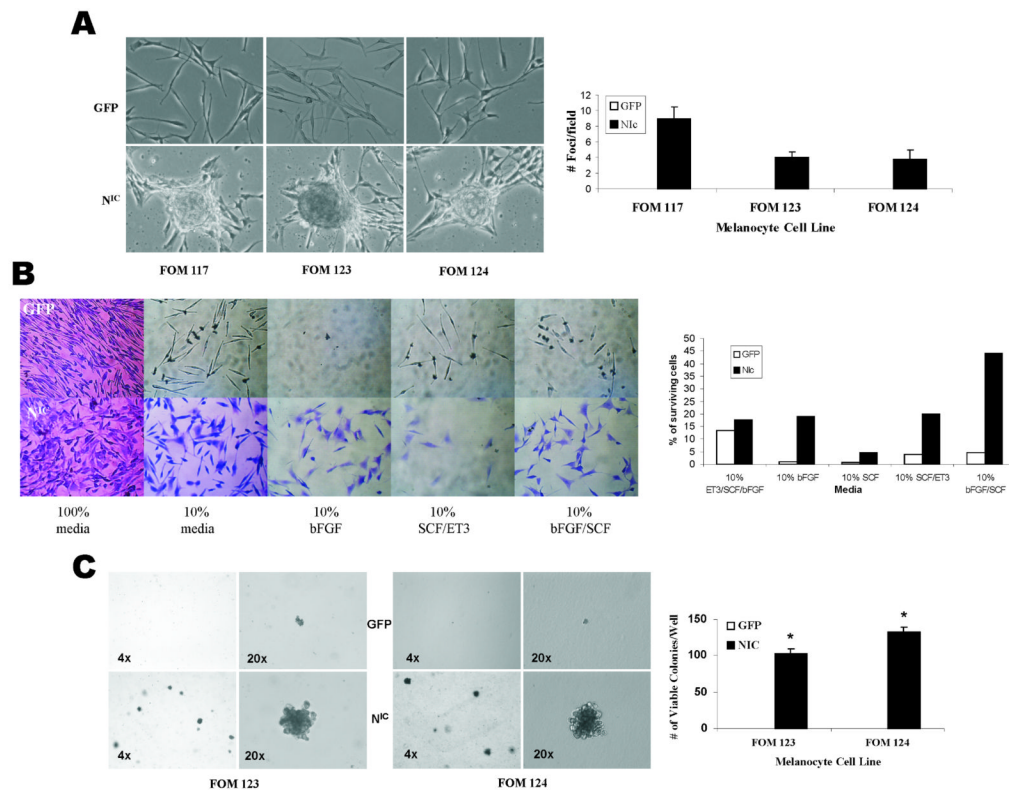 A
GFP
N^IC
FOM 117
FOM 123
FOM 124
# Foci/field
12
10
8
6
4
2
0
GFP
NIc
FOM 117
FOM 123
FOM 124
Melanocyte Cell Line
B
GFP
NIC
100%
media
10%
media
10%
bFGF
10%
SCF/ET3
10%
bFGF/SCF
% of surviving cells
50
45
40
35
30
25
20
15
10
5
0
GFP
NIc
10%
ET3/SCF/bFGF
10% bFGF
10% SCF
10% SCF/ET3
10%
bFGF/SCF
Media
C
4x
20x
GFP
4x
20x
4x
20x
N^IC
4x
20x
FOM 123
FOM 124
# of Viable Colonies/Well
150
100
50
0
GFP
NIC
*
*
FOM 123
FOM 124
Melanocyte Cell Line